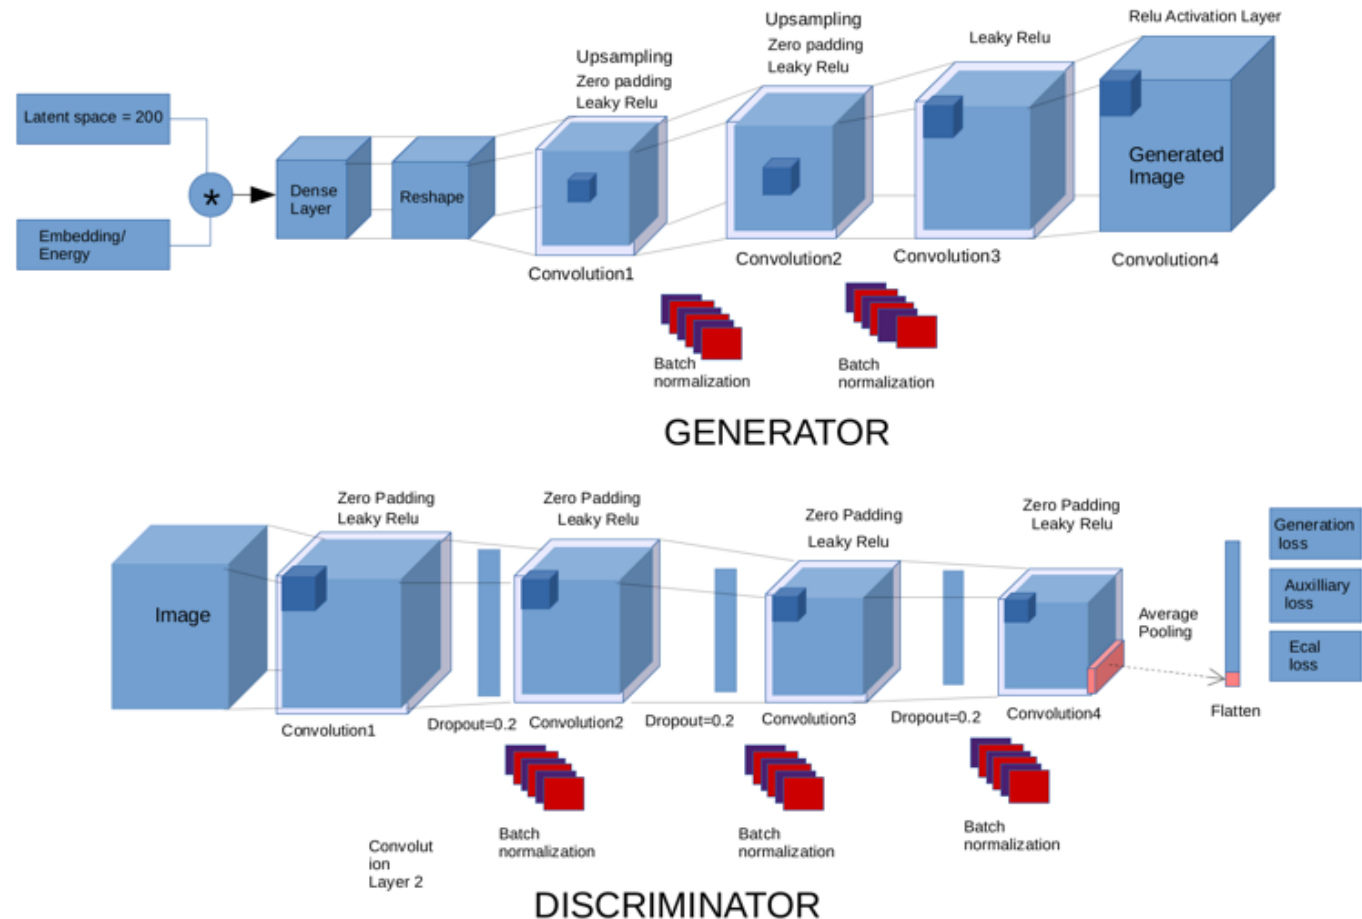 Upsampling
Zero padding
Leaky Relu
Upsampling
Zero padding
Leaky Relu
Leaky Relu
Relu Activation Layer
Latent space = 200
*
Embedding/
Energy
Dense
Layer
Reshape
Generated
Image
Convolution1
Convolution2
Convolution3
Convolution4
Batch
normalization
Batch
normalization
GENERATOR
Zero Padding
Leaky Relu
Zero Padding
Leaky Relu
Zero Padding
Leaky Relu
Zero Padding
Leaky Relu
Image
Average
Pooling
Generation
loss
Auxilliary
loss
Ecal
loss
Flatten
Convolution1
Dropout=0.2
Convolution2
Dropout=0.2
Convolution3
Dropout=0.2
Convolution4
Convolut
ion
Layer 2
Batch
normalization
Batch
normalization
Batch
normalization
DISCRIMINATOR